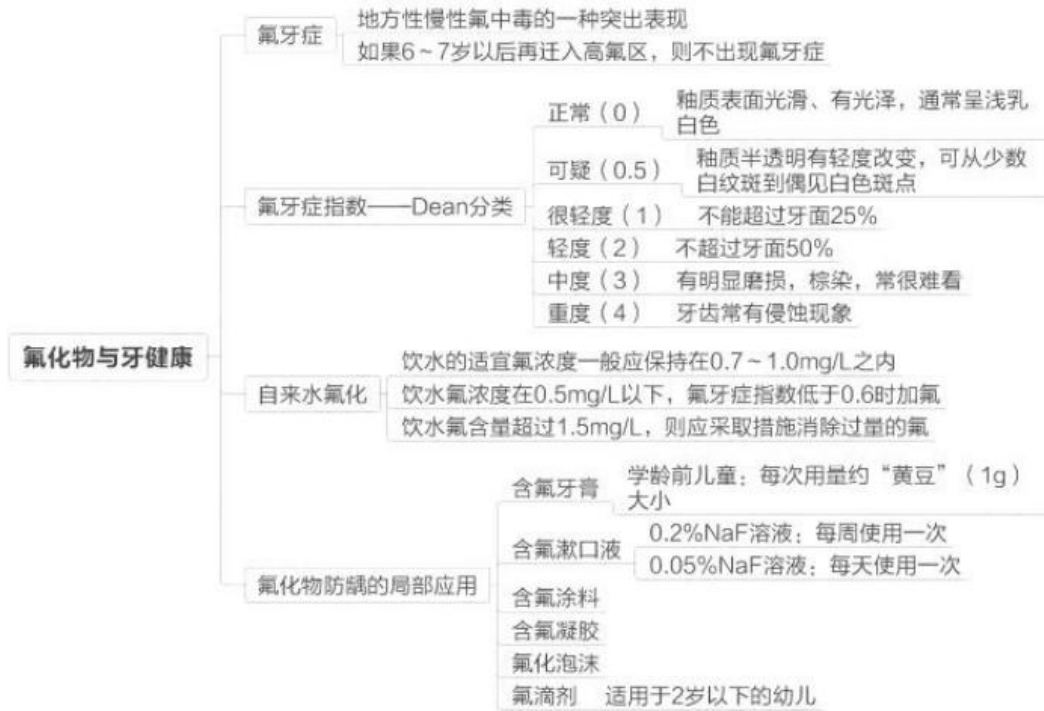 氟化物与牙健康
氟牙症
地方性慢性氟中毒的一种突出表现
如果6~7岁以后再迁入高氟区，则不出现氟牙症
氟牙症指数——Dean分类
正常（0）
釉质表面光滑、有光泽，通常呈浅乳
白色
可疑（0.5）
釉质半透明有轻度改变，可从少数
白纹斑到偶见白色斑点
很轻度（1）
不能超过牙面25%
轻度（2）
不超过牙面50%
中度（3）
有明显磨损，棕染，常很难看
重度（4）
牙齿常有侵蚀现象
自来水氟化
饮水的适宜氟浓度一般应保持在0.7~1.0mg/L之内
饮水氟浓度在0.5mg/L以下，氟牙症指数低于0.6时加氟
饮水氟含量超过1.5mg/L，则应采取措施消除过量的氟
氟化物防龋的局部应用
含氟牙膏
学龄前儿童：每次用量约“黄豆”（1g）
大小
含氟漱口液
0.2%NaF溶液：每周使用一次
0.05%NaF溶液：每天使用一次
含氟涂料
含氟凝胶
氟化泡沫
氟滴剂
适用于2岁以下的幼儿